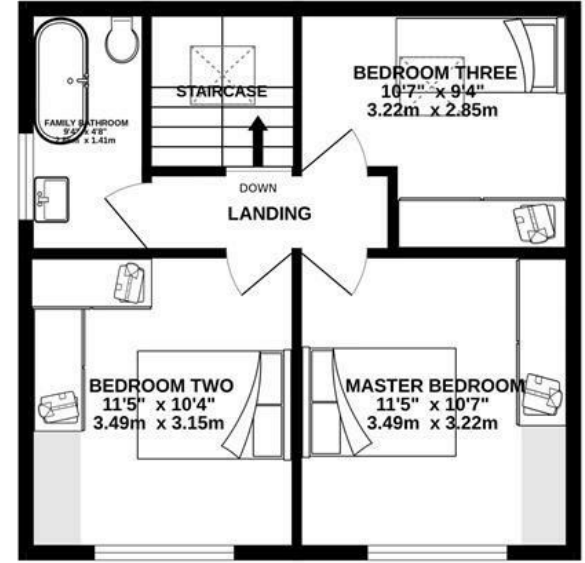 STAIRCASE
BEDROOM THREE
10'7" x 9'4"
3.22m x 2.85m
FAMILY BATHROOM
9'4" x 4'8"
x 1.41m
DOWN
LANDING
BEDROOM TWO
11'5" x 10'4"
3.49m x 3.15m
MASTER BEDROOM
11'5" x 10'7"
3.49m x 3.22m